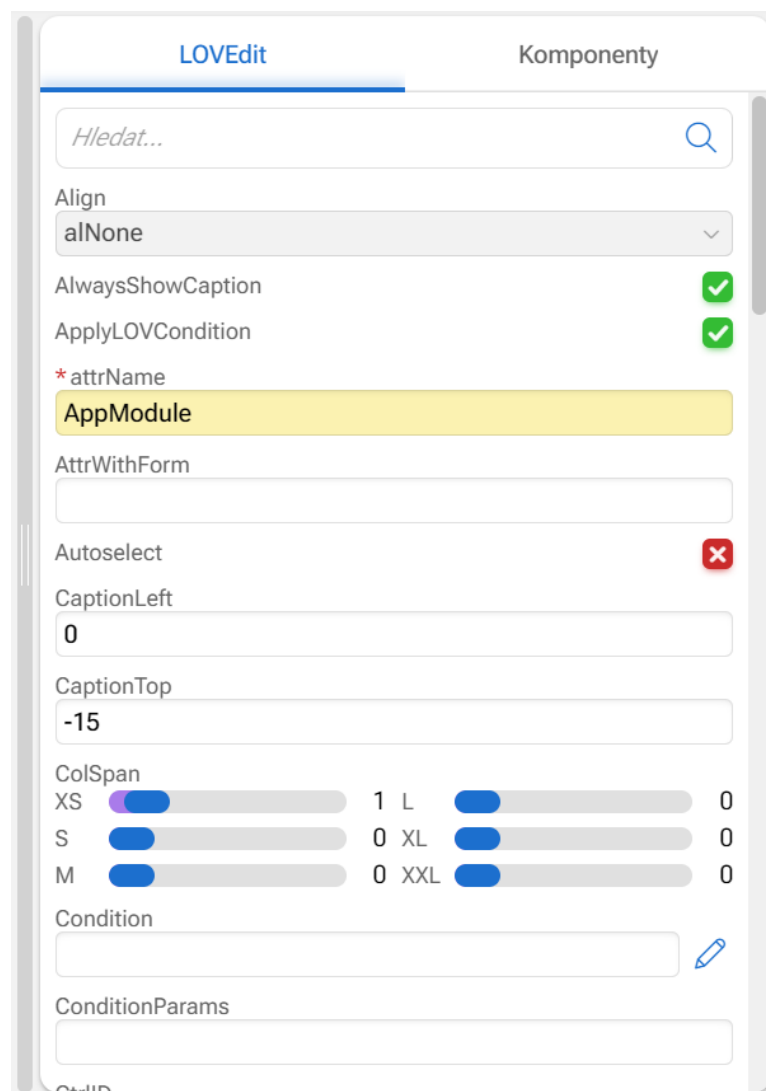 LOVEdit Komponenty
Hledat...
Align
alNone
AlwaysShowCaption
ApplyLOVCondition
* attrName
AppModule
AttrWithForm
Autoselect
CaptionLeft
0
CaptionTop
-15
ColSpan
XS 1 L 0
S 0 XL 0
M 0 XXL 0
Condition
ConditionParams
CtrlID